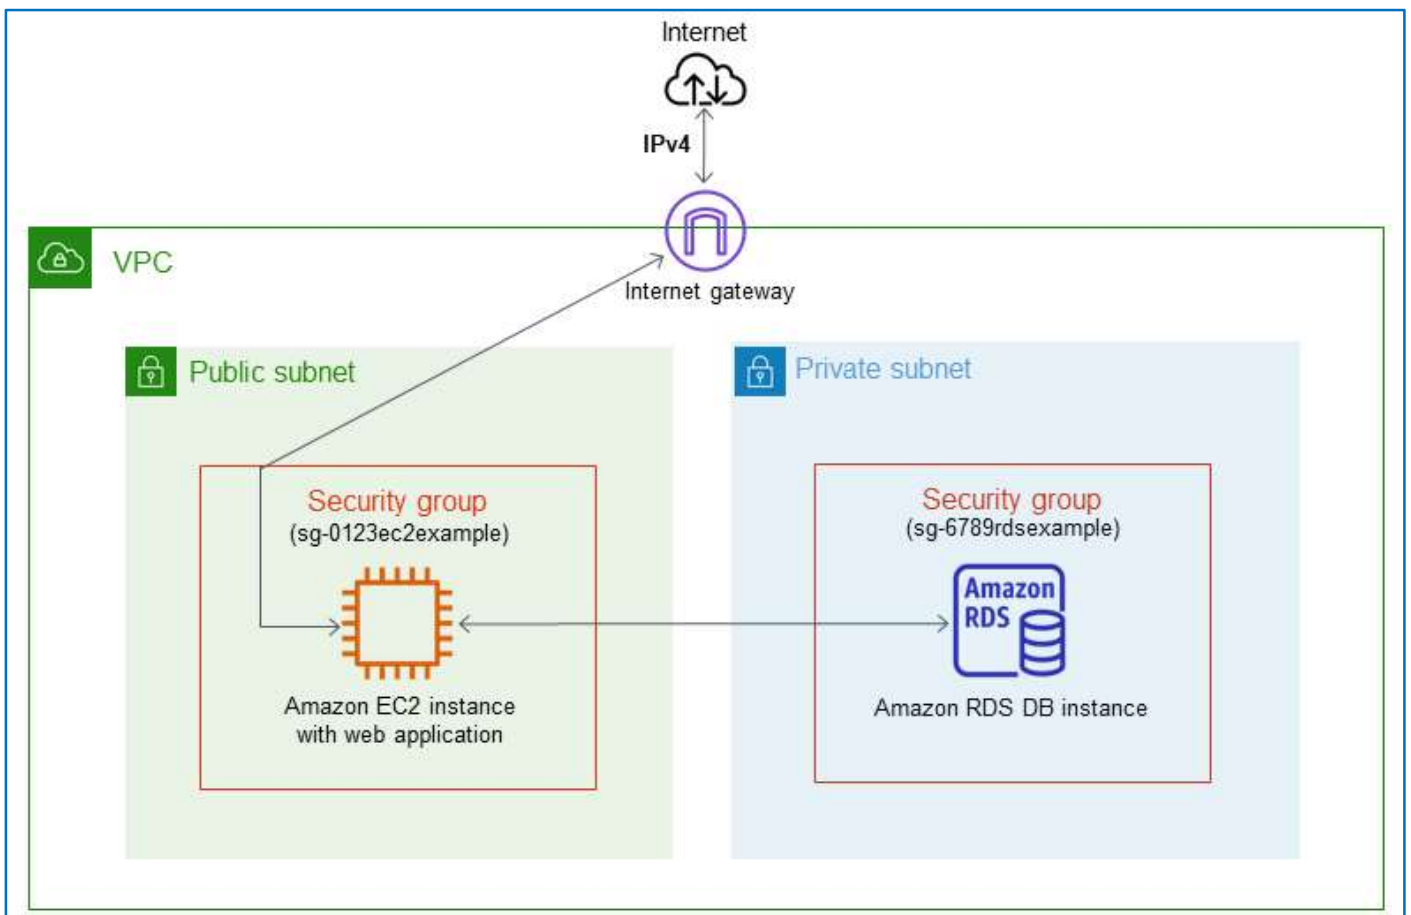 Internet
IPv4
VPC
Internet gateway
Public subnet
Private subnet
Security group
(sg-0123ec2example)
Security group
(sg-6789rdsexample)
Amazon
RDS
Amazon EC2 instance
with web application
Amazon RDS DB instance